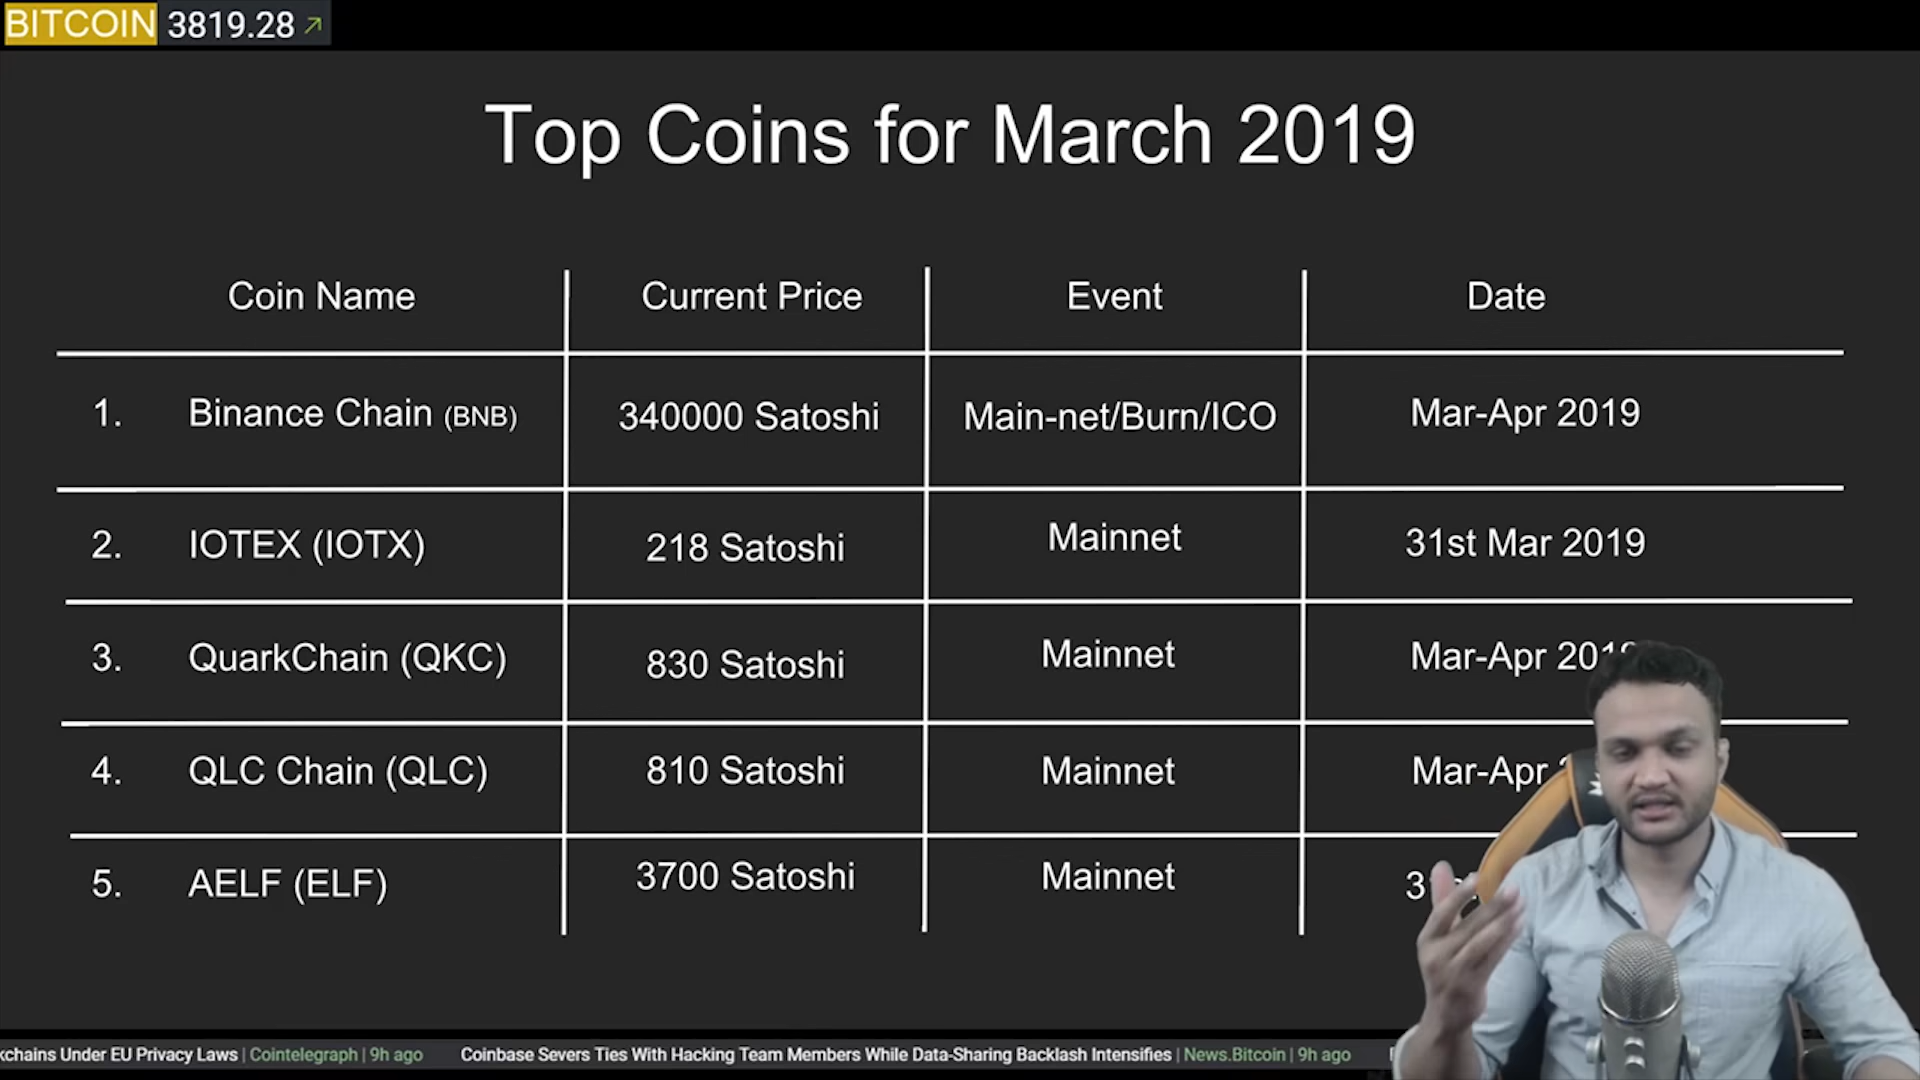 BITCOIN 3819.28
Top Coins for March 2019
Coin Name Current Price Event Date
1. Binance Chain (BNB) 340000 Satoshi Main-net/Burn/ICO Mar-Apr 2019
2. IOTEX (IOTX) 218 Satoshi Mainnet 31st Mar 2019
3. QuarkChain (QKC) 830 Satoshi Mainnet Mar-Apr 2019
4. QLC Chain (QLC) 810 Satoshi Mainnet Mar-Apr
5. AELF (ELF) 3700 Satoshi Mainnet
kchains Under EU Privacy Laws | Cointelegraph | 9h ago Coinbase Severs Ties With Hacking Team Members While Data-Sharing Backlash Intensifies | News.Bitcoin | 9h ago